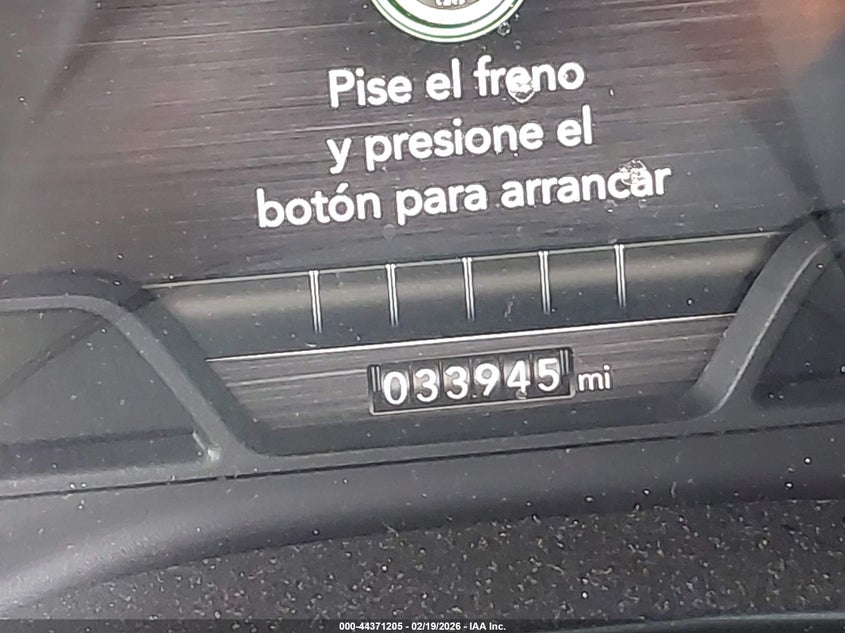 Pise el freno
y presione el
botón para arrancar
033945 mi
000-44371205 - 02/19/2026 - IAA Inc.